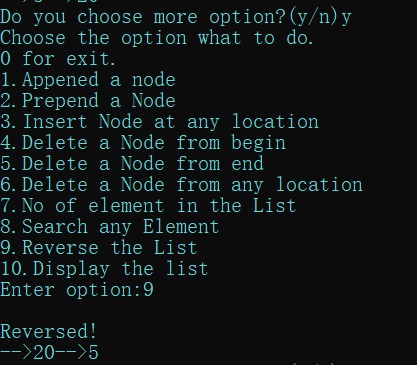 Do you choose more option?(y/n)y
Choose the option what to do.
0 for exit.
1.Appened a node
2.Prepend a Node
3.Insert Node at any location
4.Delete a Node from begin
5.Delete a Node from end
6.Delete a Node from any location
7.No of element in the List
8.Search any Element
9.Reverse the List
10.Display the list
Enter option:9
Reversed!
-->20-->5